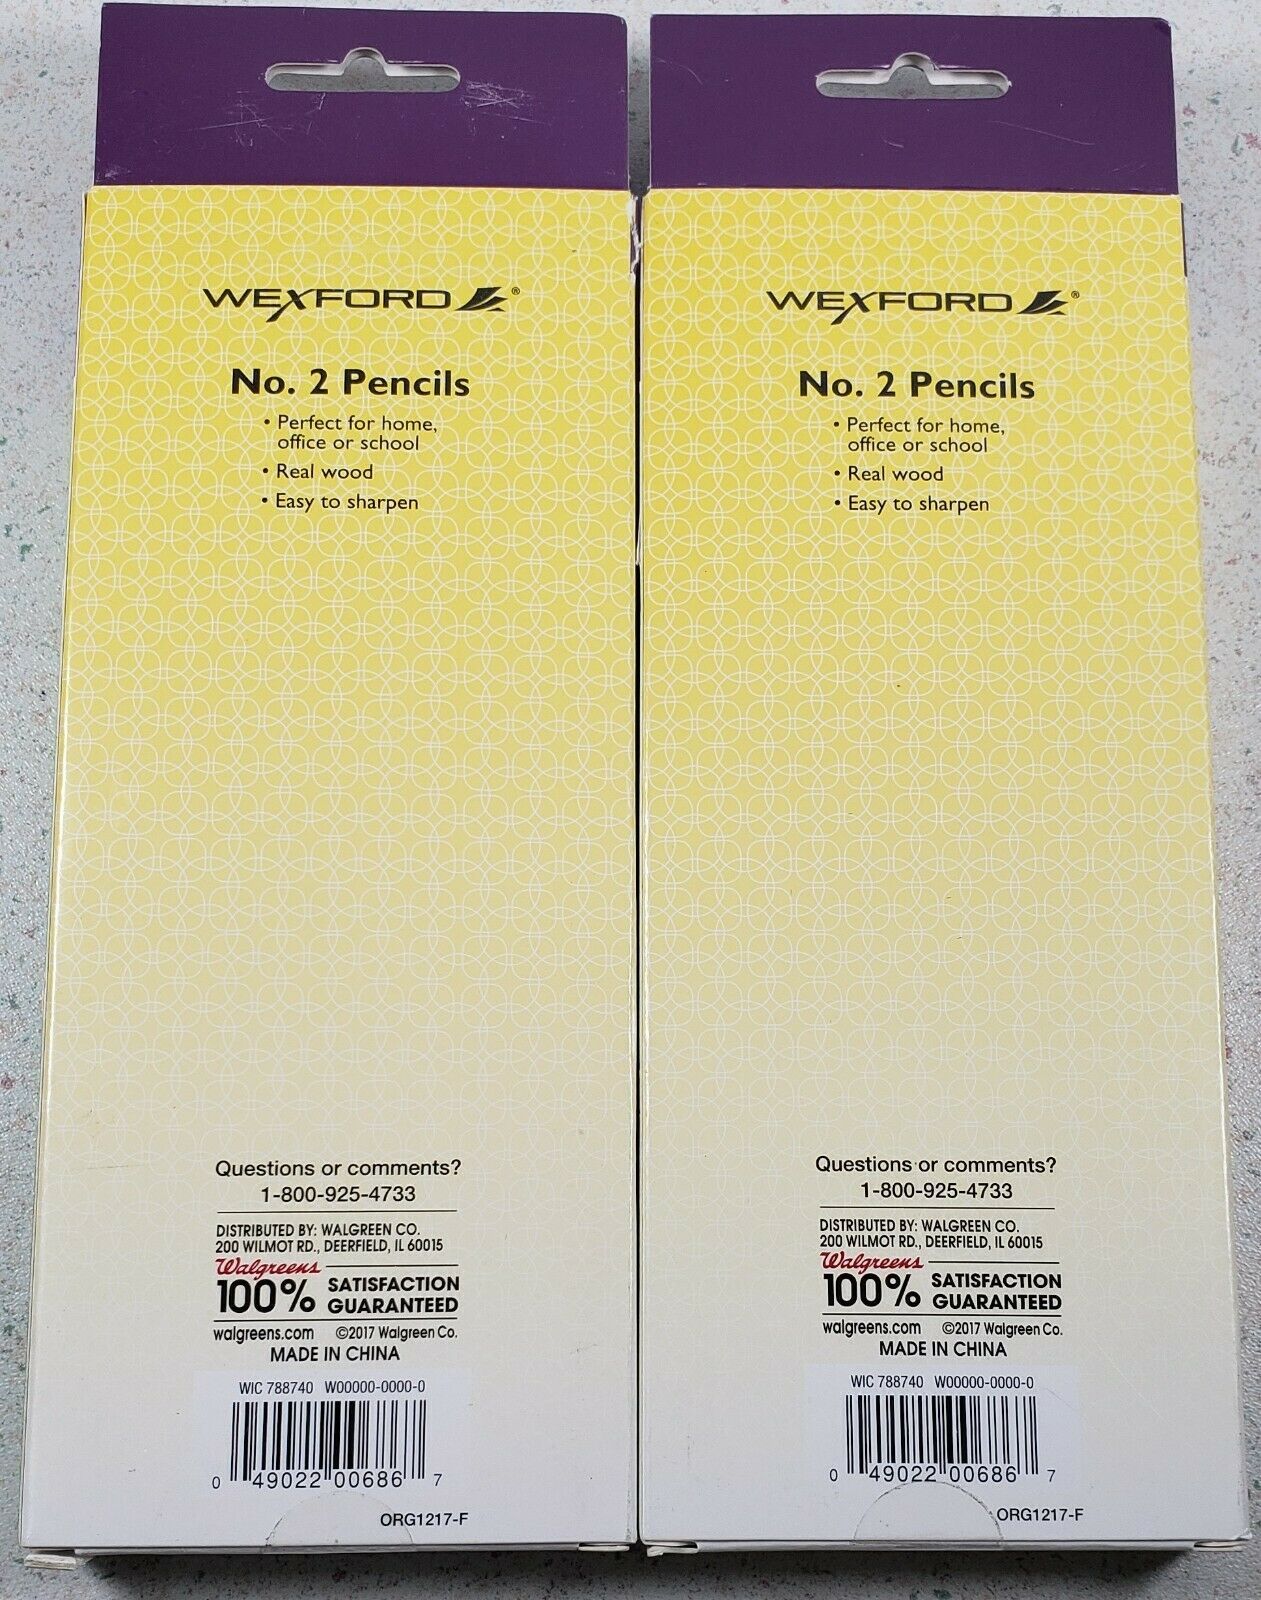 WEXFORD®
No. 2 Pencils
• Perfect for home,
office or school
• Real wood
• Easy to sharpen
Questions or comments?
1-800-925-4733
DISTRIBUTED BY: WALGREEN CO.
200 WILMOT RD., DEERFIELD, IL 60015
Walgreens
100% SATISFACTION
GUARANTEED
walgreens.com ©2017 Walgreen Co.
MADE IN CHINA
WIC 788740 W00000-0000-0
0 49022 00686 7
ORG1217-F
WEXFORD®
No. 2 Pencils
• Perfect for home,
office or school
• Real wood
• Easy to sharpen
Questions or comments?
1-800-925-4733
DISTRIBUTED BY: WALGREEN CO.
200 WILMOT RD., DEERFIELD, IL 60015
Walgreens
100% SATISFACTION
GUARANTEED
walgreens.com ©2017 Walgreen Co.
MADE IN CHINA
WIC 788740 W00000-0000-0
0 49022 00686 7
ORG1217-F